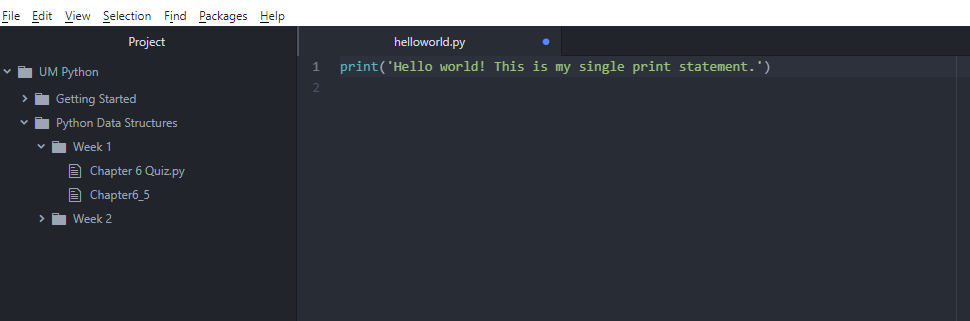 File Edit View Selection Find Packages Help
Project
UM Python
Getting Started
Python Data Structures
Week 1
Chapter 6 Quiz.py
Chapter6_5
Week 2
helloworld.py
1 print('Hello world! This is my single print statement.')
2